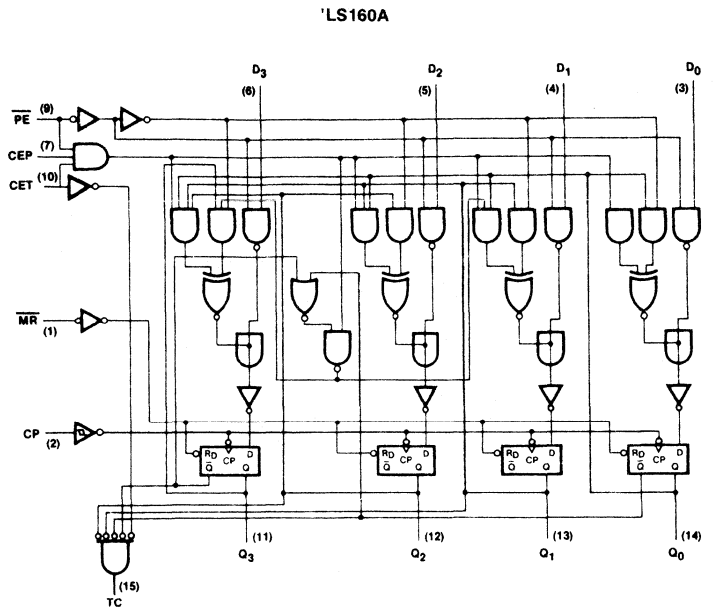 'LS160A
D3
D2
D1
D0
(6)
(5)
(4)
(3)
PE
(9)
CEP
(7)
CET
(10)
MR
(1)
CP
(2)
RD
CP
D
Q
Q
RD
CP
D
Q
Q
RD
CP
D
Q
Q
RD
CP
D
Q
Q
(11)
(12)
(13)
(14)
Q3
Q2
Q1
Q0
(15)
TC